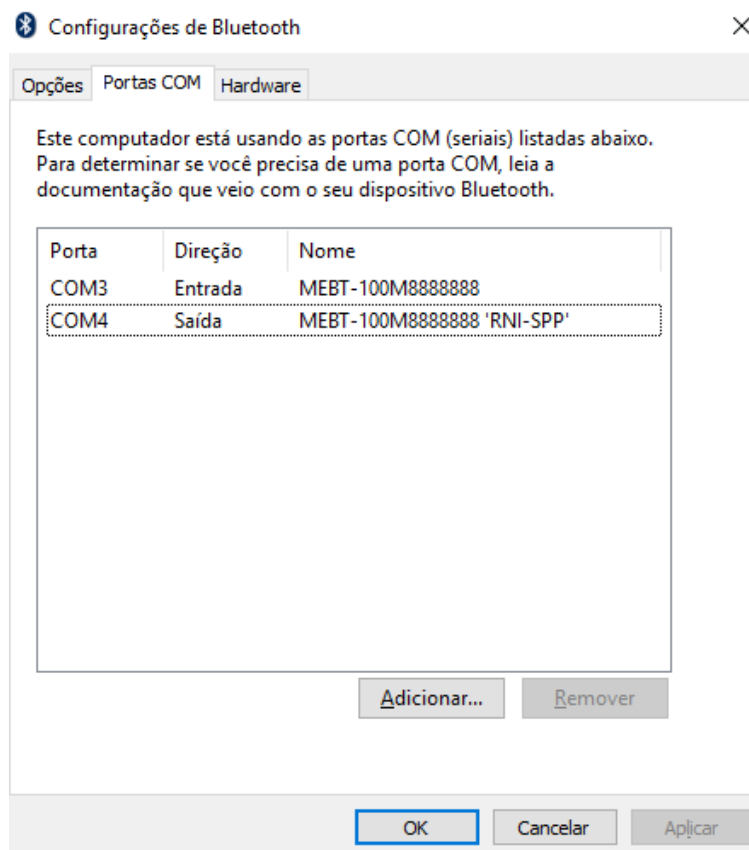 Configurações de Bluetooth
Opções Portas COM Hardware
Este computador está usando as portas COM (seriais) listadas abaixo.
Para determinar se você precisa de uma porta COM, leia a
documentação que veio com o seu dispositivo Bluetooth.
Porta Direção Nome
COM3 Entrada MEBT-100M8888888
COM4 Saída MEBT-100M8888888 'RNI-SPP'
Adicionar... Remover
OK Cancelar Aplicar